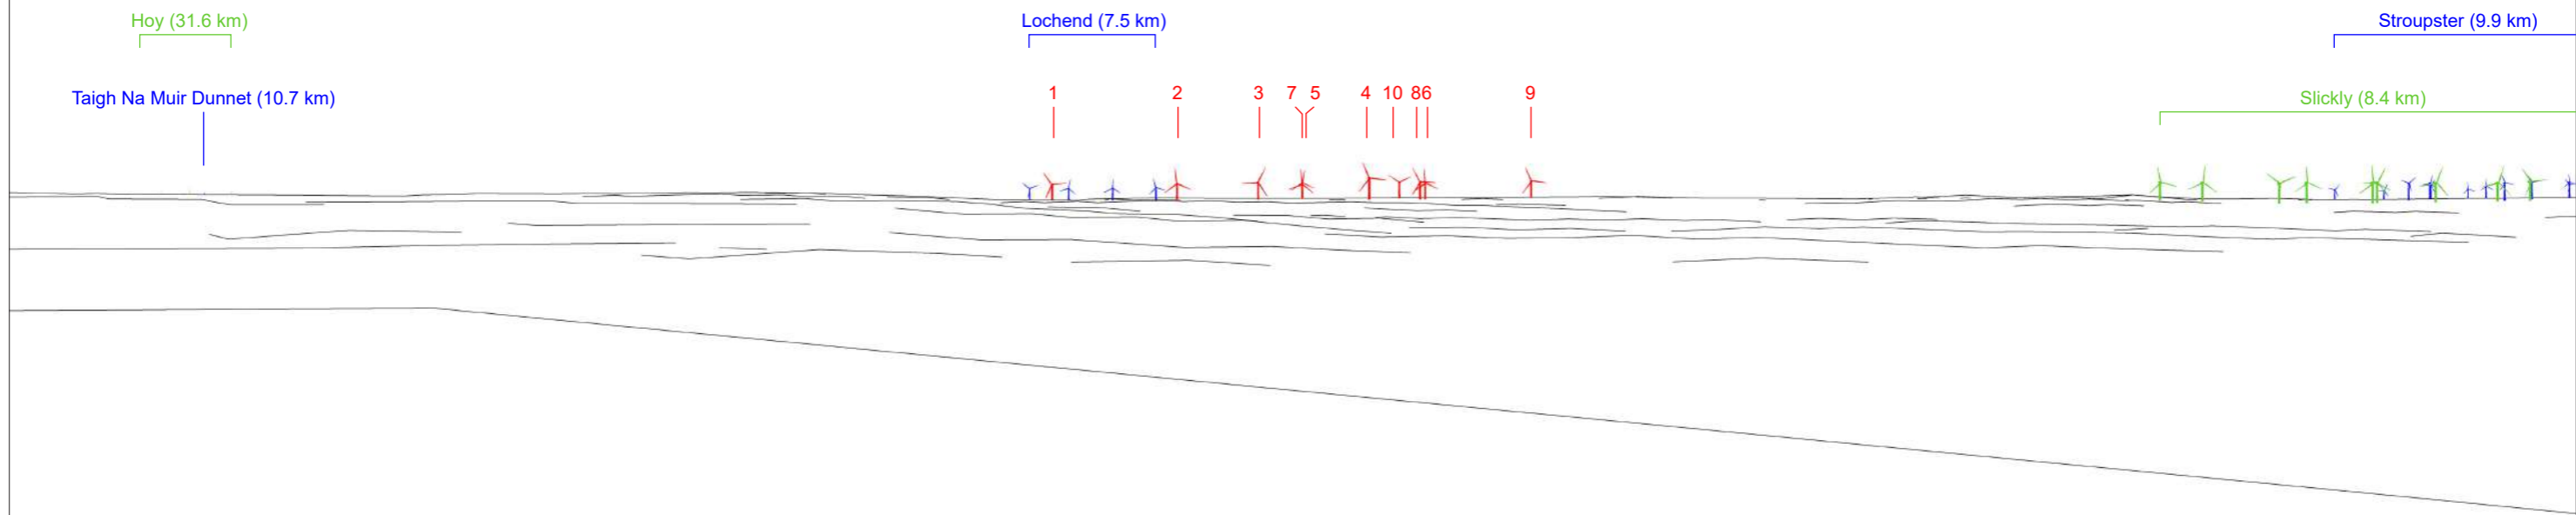 Hoy (31.6 km)
Lochend (7.5 km)
Stroupster (9.9 km)
Taigh Na Muir Dunnet (10.7 km)
1 2 3 7 5 4 10 8 6 9
Slickly (8.4 km)